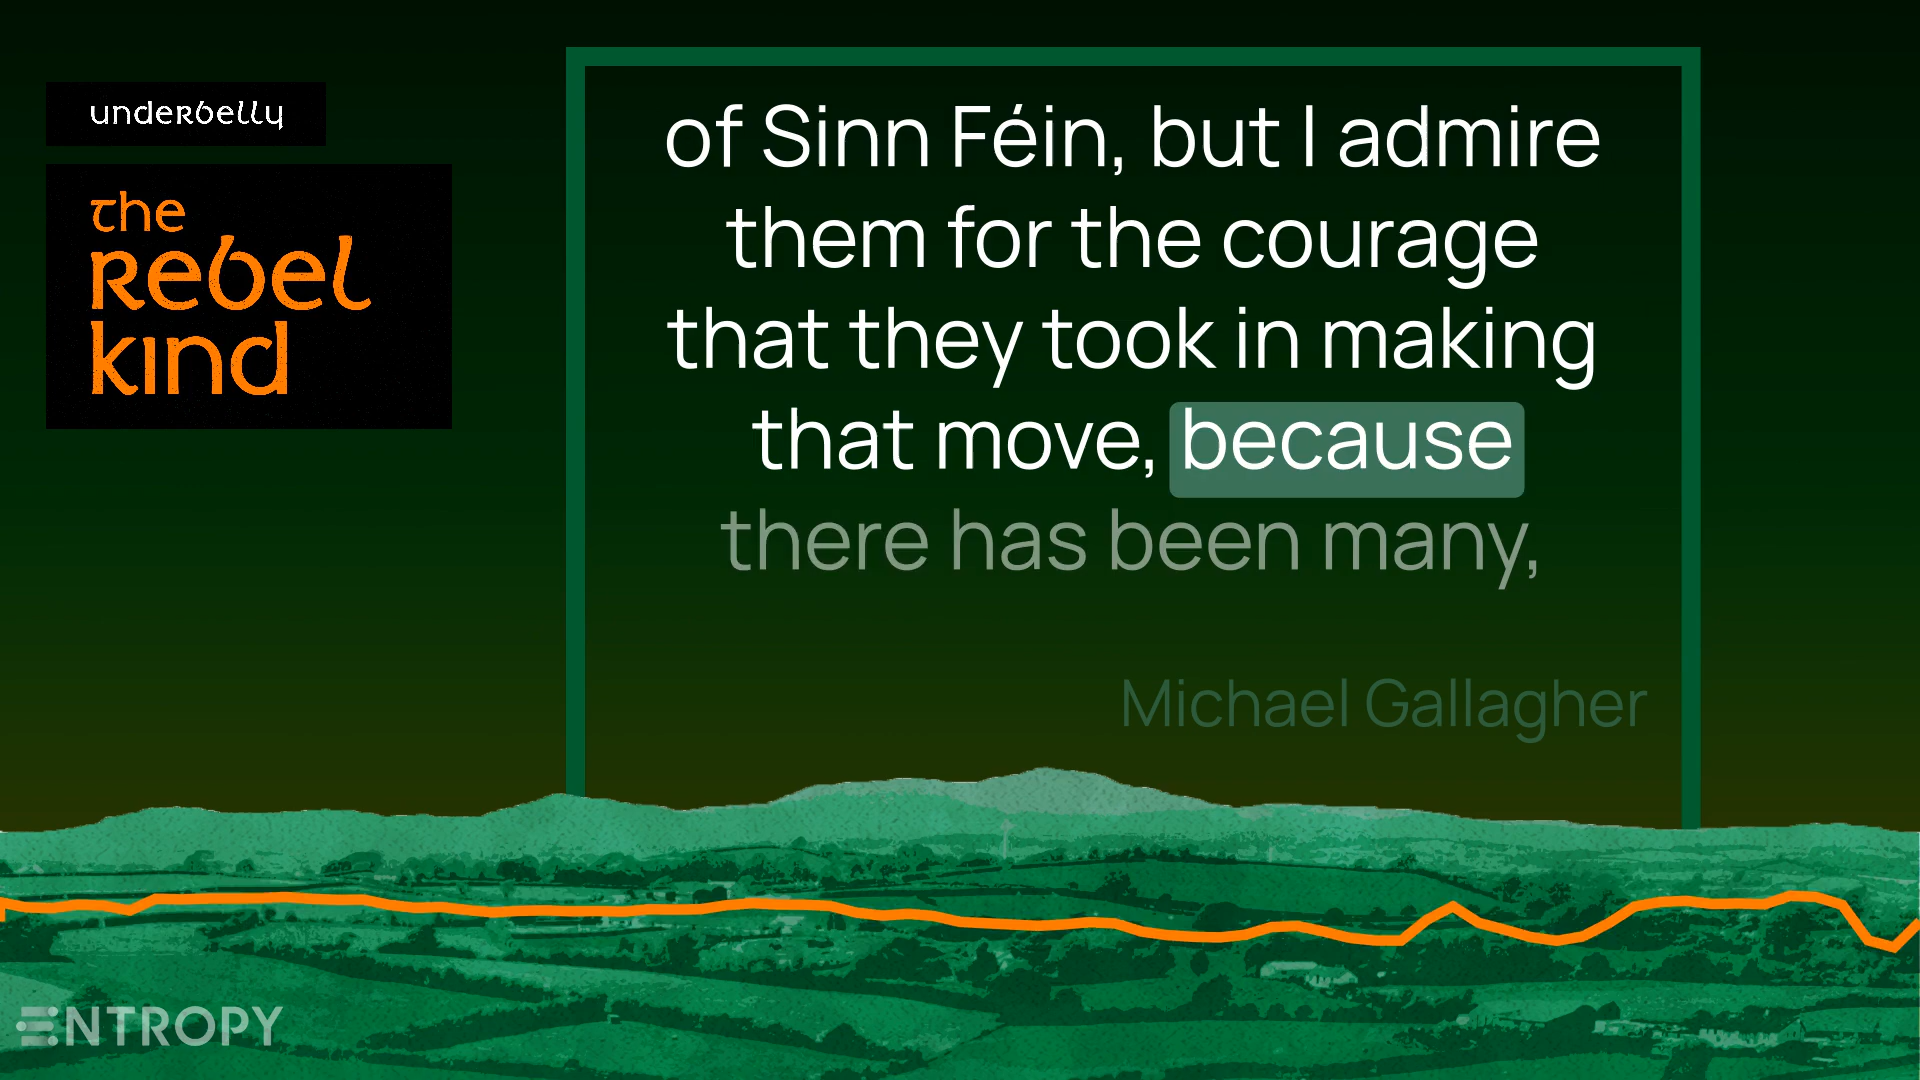 underbelly
the
rebel
kind
of Sinn Féin, but I admire
them for the courage
that they took in making
that move, because
there has been many,
Michael Gallagher
ENTROPY